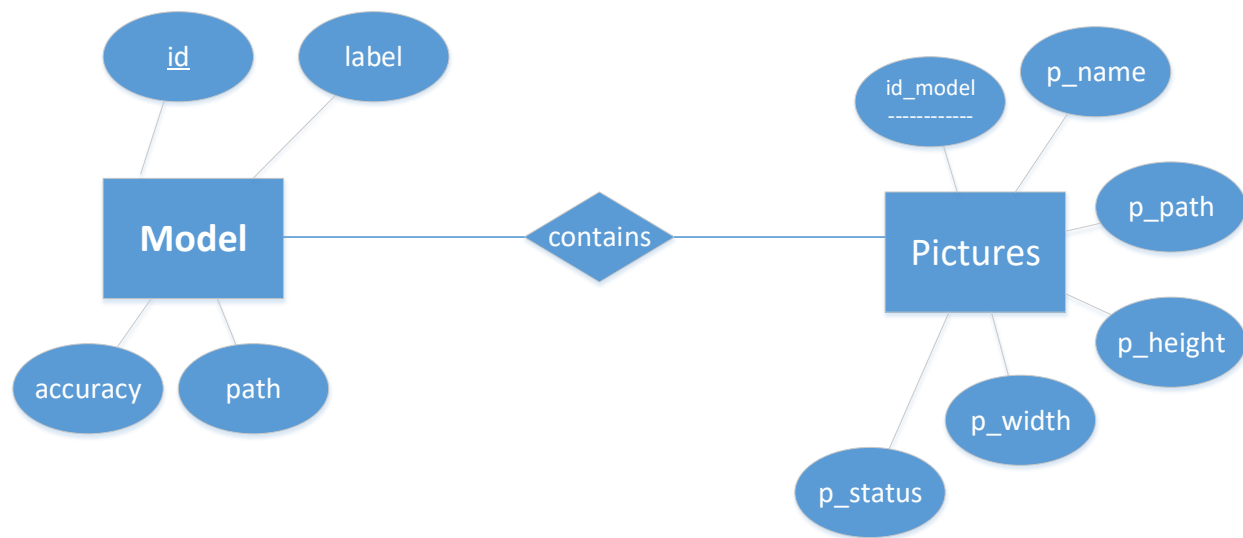 id
label
id_model
------------
p_name
Model
contains
Pictures
p_path
p_height
accuracy
path
p_width
p_status